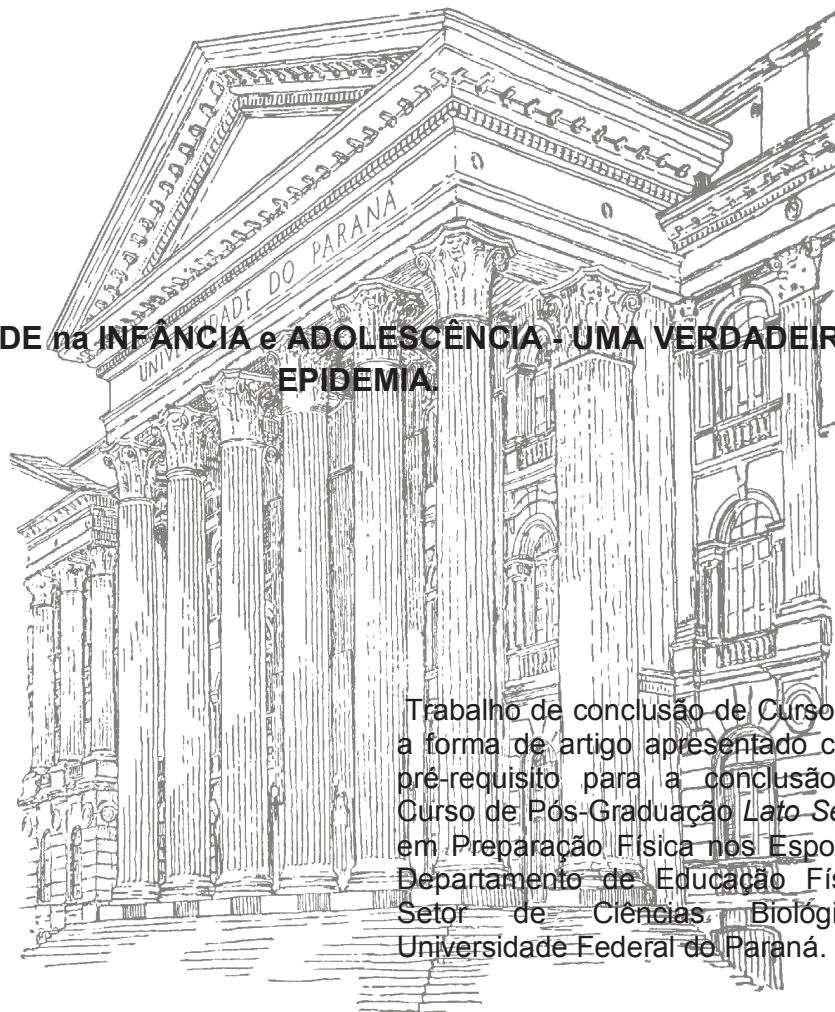 UNIVERSIDADE DO PARANÁ
DE na INFÂNCIA e ADOLESCÊNCIA - UMA VERDADEIR
EPIDEMIA.
Trabalho de conclusão de Curso
a forma de artigo apresentado c
pré-requisito para a conclusão
Curso de Pós-Graduação Lato Se
em Preparação Física nos Espo
Departamento de Educação Fís
Setor de Ciências Biológi
Universidade Federal do Paraná.